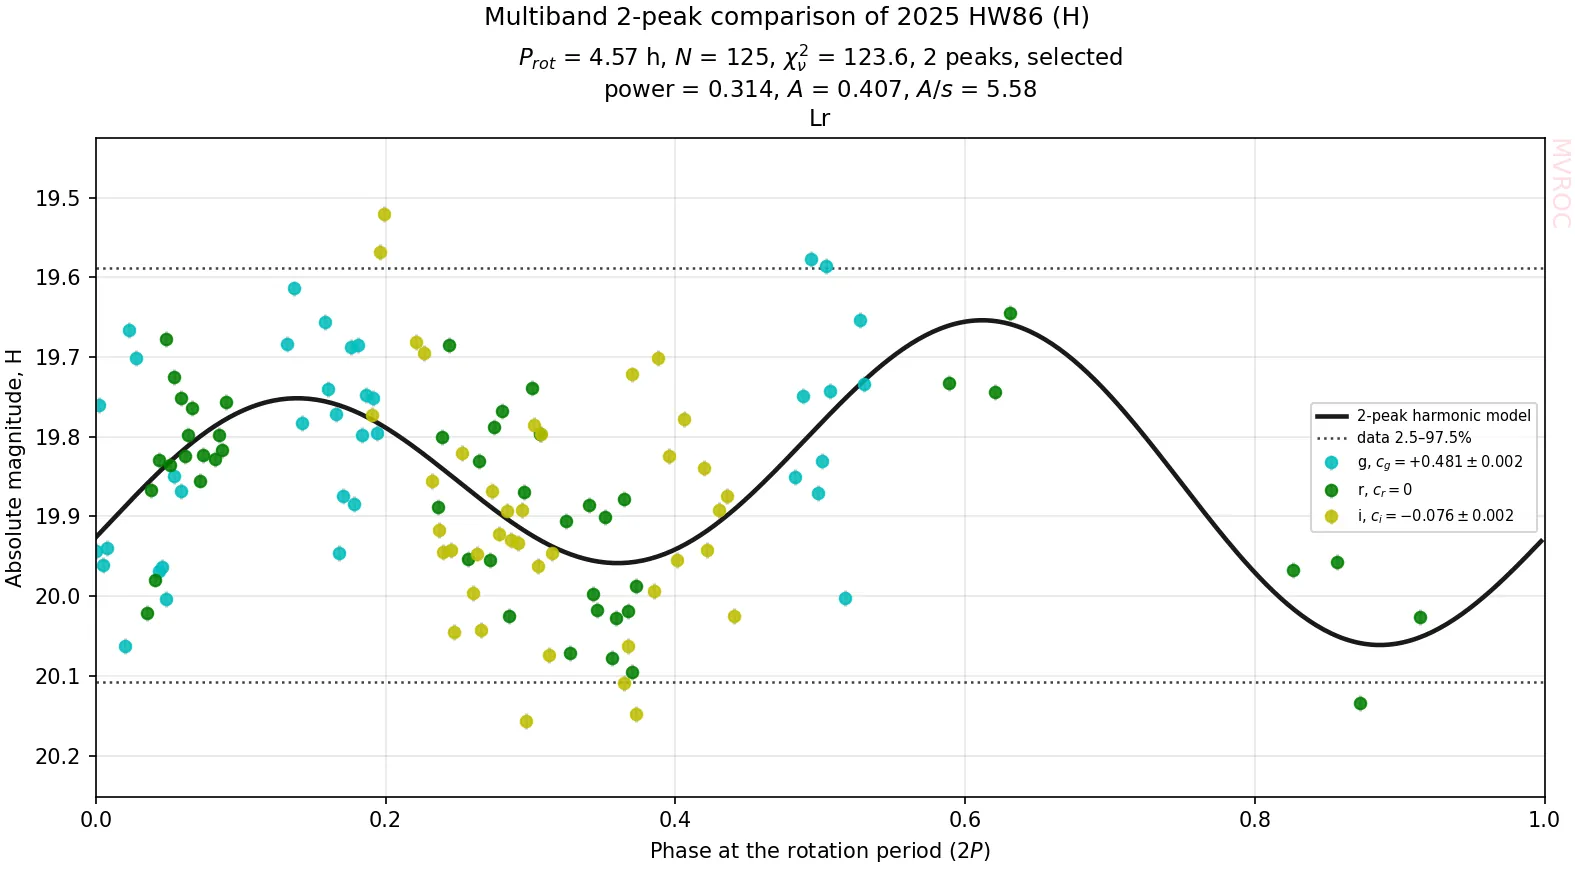 Multiband 2-peak comparison of 2025 HW86 (H)
P_rot = 4.57 h, N = 125, χ²_ν = 123.6, 2 peaks, selected
power = 0.314, A = 0.407, A/s = 5.58
Lr
MVROC
Absolute magnitude, H
19.5
19.6
19.7
19.8
19.9
20.0
20.1
20.2
2-peak harmonic model
data 2.5–97.5%
g, c_g = +0.481 ± 0.002
r, c_r = 0
i, c_i = −0.076 ± 0.002
0.0 0.2 0.4 0.6 0.8 1.0
Phase at the rotation period (2P)